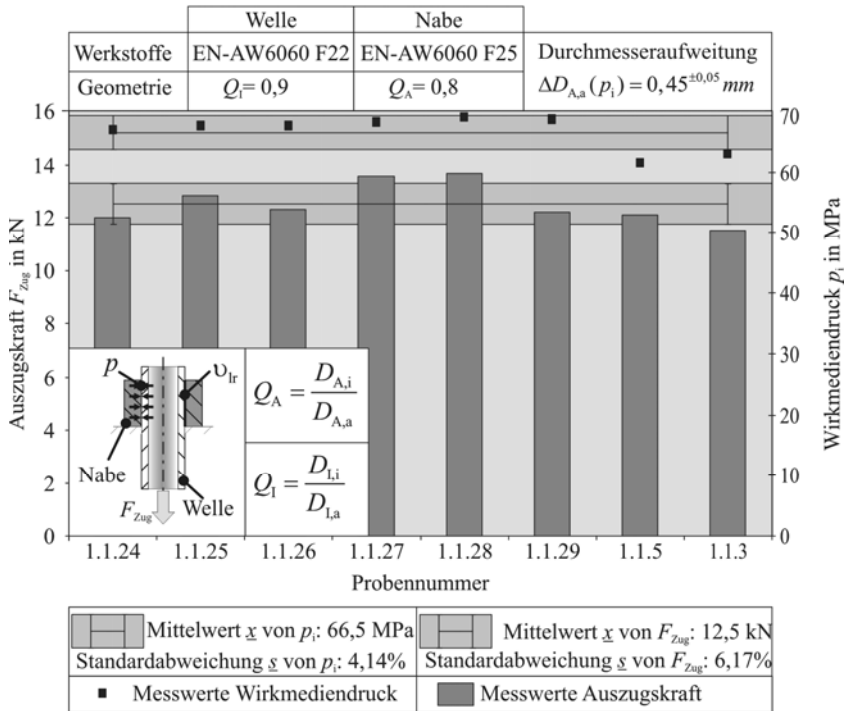 Welle Nabe
Werkstoffe EN-AW6060 F22 EN-AW6060 F25 Durchmesseraufweitung
Geometrie Q_I= 0,9 Q_A= 0,8 ΔD_A,a(p_i) = 0,45^±0,05 mm
16
14
12
10
8
6
4
2
0
Auszugskraft F_Zug in kN
70
60
50
40
30
20
10
0
Wirkmediendruck p_i in MPa
p
υ_lr
Nabe
F_Zug
Welle
Q_A = D_A,i / D_A,a
Q_I = D_I,i / D_I,a
1.1.24 1.1.25 1.1.26 1.1.27 1.1.28 1.1.29 1.1.5 1.1.3
Probennummer
Mittelwert x von p_i: 66,5 MPa
Standardabweichung s von p_i: 4,14%
Mittelwert x von F_Zug: 12,5 kN
Standardabweichung s von F_Zug: 6,17%
Messwerte Wirkmediendruck
Messwerte Auszugskraft